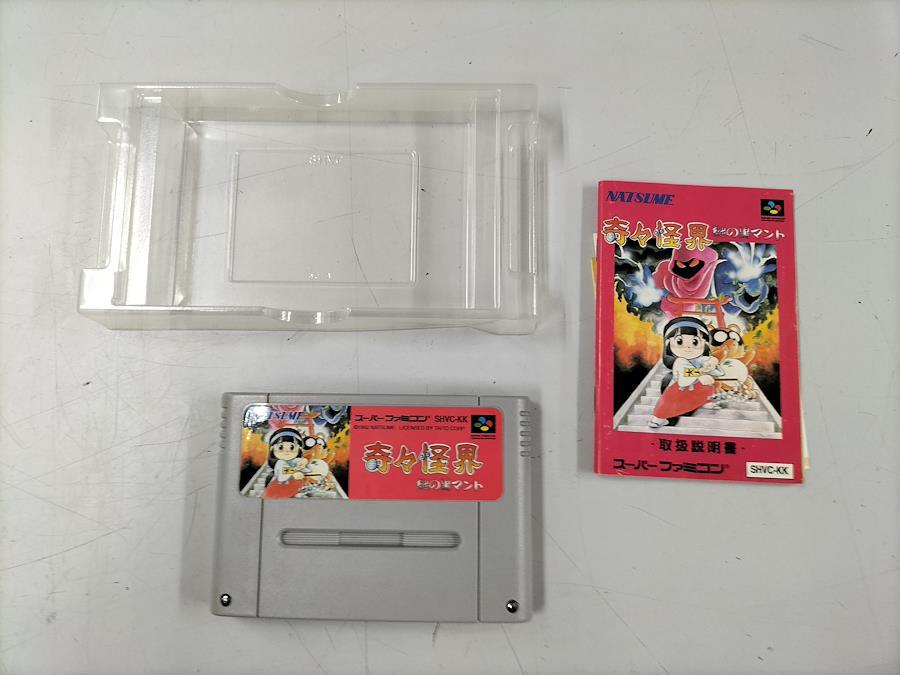 SHVC
NATSUME
奇々怪界 謎の黒マント
取扱説明書
スーパーファミコン SHVC-KK
NATSUME
スーパーファミコン SHVC-KK
©1992 NATSUME LICENSED BY TAITO CORP.
奇々怪界
謎の黒マント